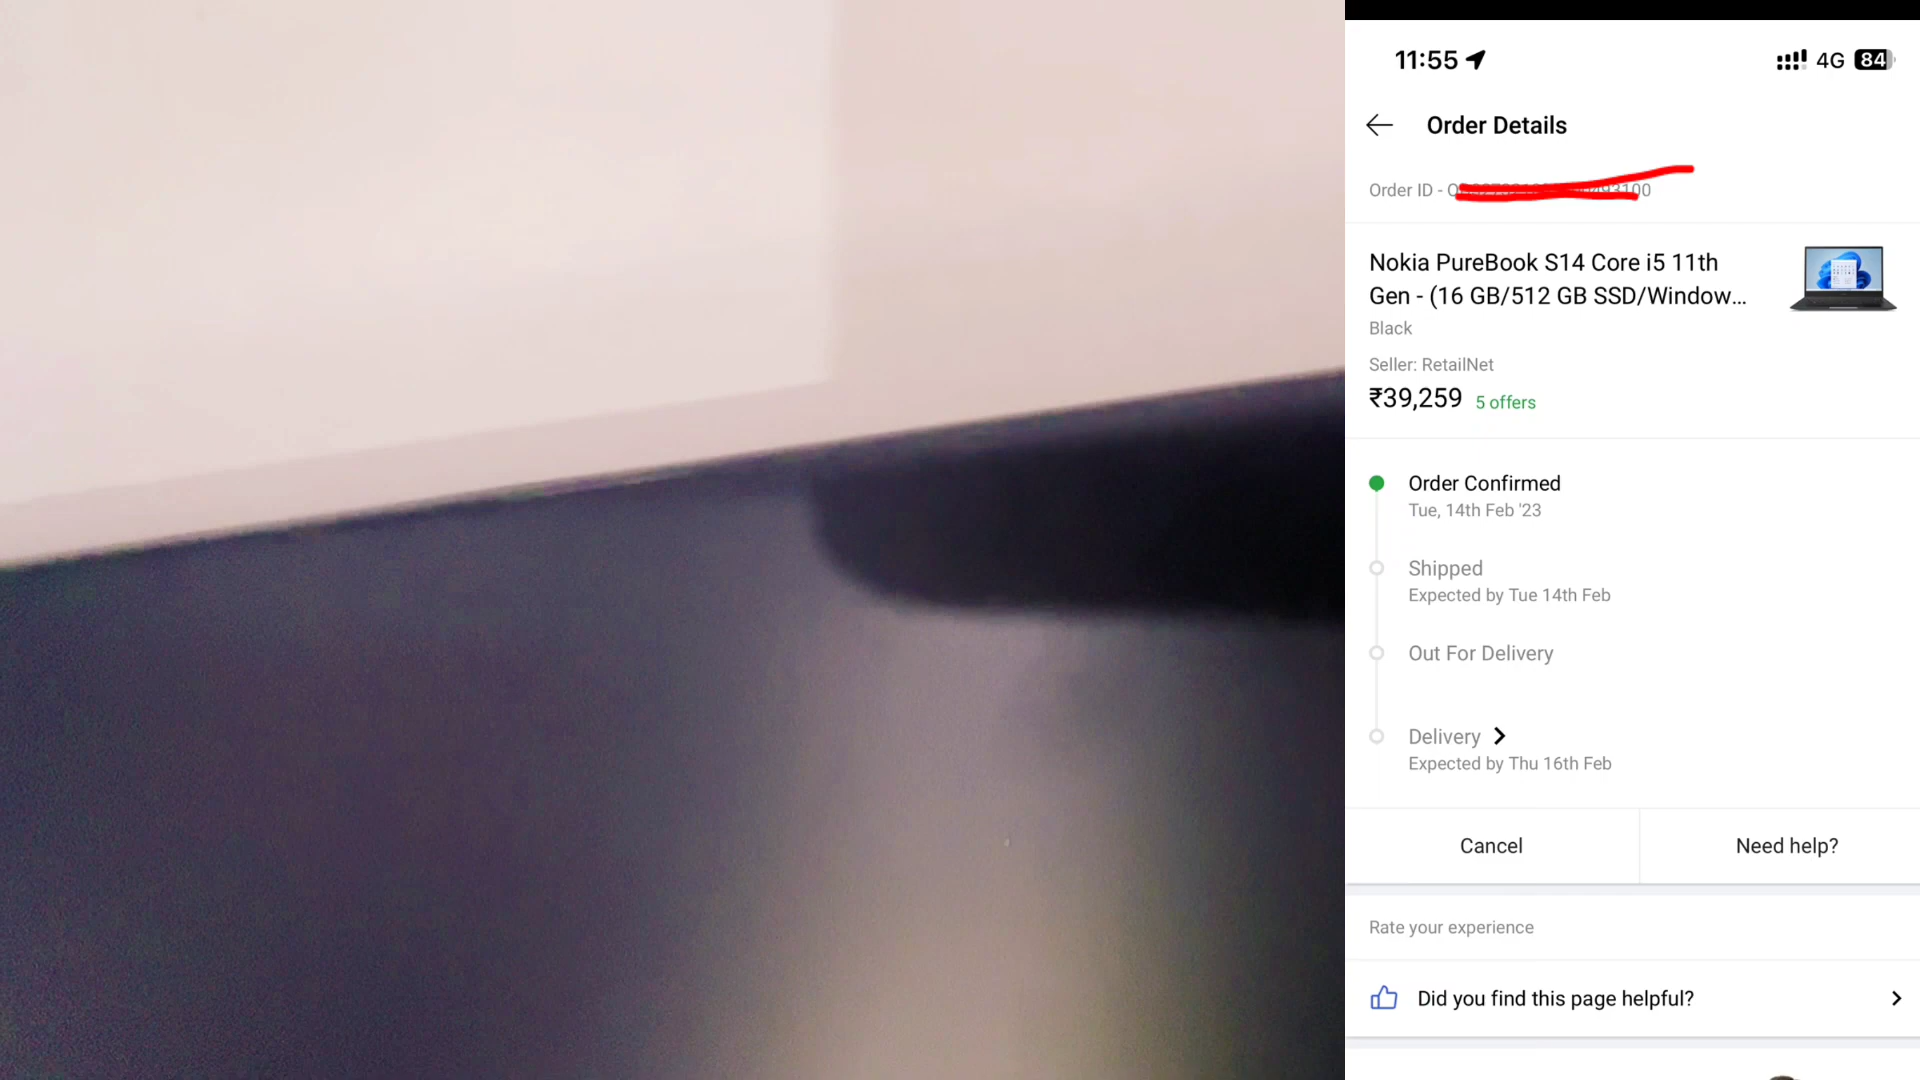 11:55
4G 84
Order Details
Order ID -
Nokia PureBook S14 Core i5 11th
Gen - (16 GB/512 GB SSD/Window...
Black
Seller: RetailNet
₹39,259 5 offers
Order Confirmed
Tue, 14th Feb '23
Shipped
Expected by Tue 14th Feb
Out For Delivery
Delivery
Expected by Thu 16th Feb
Cancel
Need help?
Rate your experience
Did you find this page helpful?